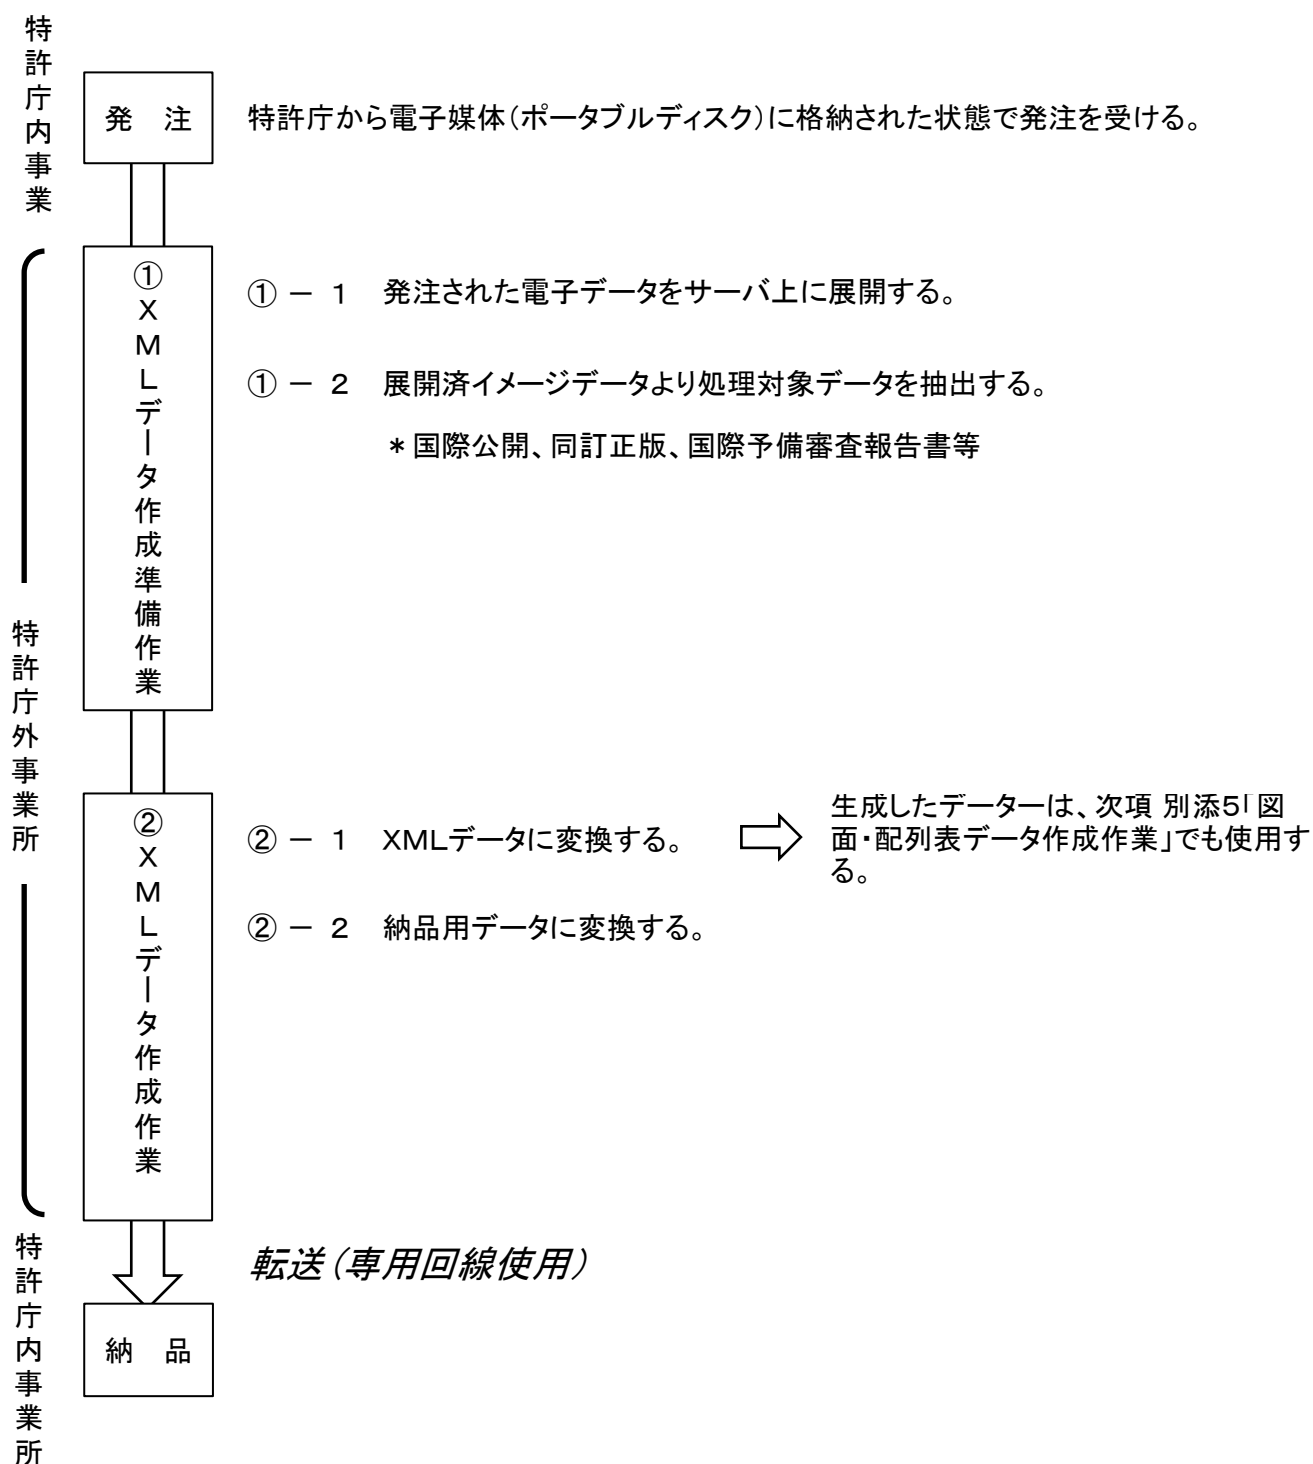 特許庁内事業
発 注
特許庁から電子媒体(ポータブルディスク)に格納された状態で発注を受ける。
①XMLデータ作成準備作業
①－１ 発注された電子データをサーバ上に展開する。
①－２ 展開済イメージデータより処理対象データを抽出する。
＊国際公開、同訂正版、国際予備審査報告書等
特許庁外事業所
②XMLデータ作成作業
②－１ XMLデータに変換する。
生成したデーターは、次項 別添5「図
面・配列表データ作成作業」でも使用す
る。
②－２ 納品用データに変換する。
転送(専用回線使用)
特許庁内事業所
納 品